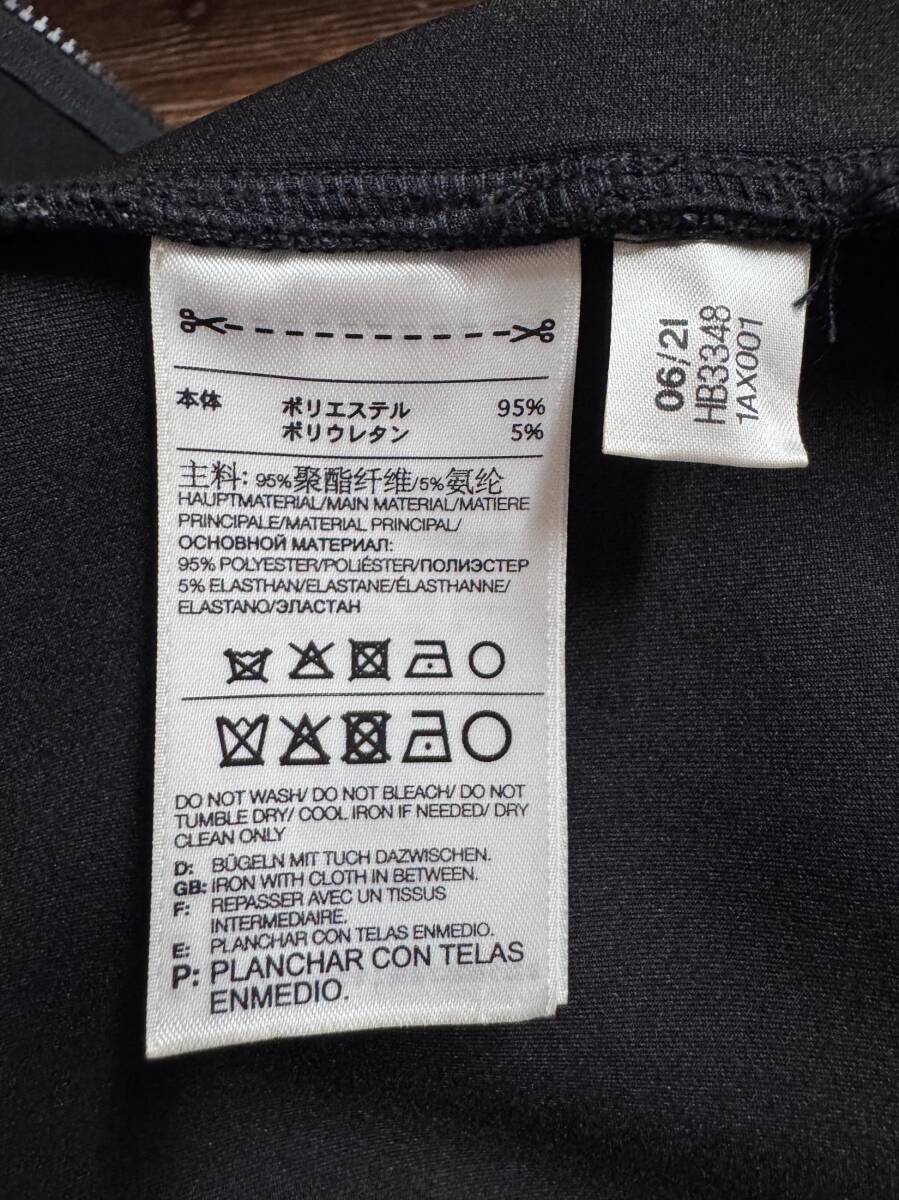 本体 ポリエステル 95%
ポリウレタン 5%
主料: 95%聚酯纤维/5%氨纶
HAUPTMATERIAL/MAIN MATERIAL/MATIERE
PRINCIPALE/MATERIAL PRINCIPAL/
ОСНОВНОЙ МАТЕРИАЛ:
95% POLYESTER/POLIÉSTER/ПОЛИЭСТЕР
5% ELASTHAN/ELASTANE/ÉLASTHANNE/
ELASTANO/ЭЛАСТАН
DO NOT WASH/ DO NOT BLEACH/ DO NOT
TUMBLE DRY/ COOL IRON IF NEEDED/ DRY
CLEAN ONLY
D: BÜGELN MIT TUCH DAZWISCHEN.
GB: IRON WITH CLOTH IN BETWEEN.
F: REPASSER AVEC UN TISSUS
INTERMEDIAIRE.
E: PLANCHAR CON TELAS ENMEDIO.
P: PLANCHAR CON TELAS
ENMEDIO.
06/21
HB3348
1AX001